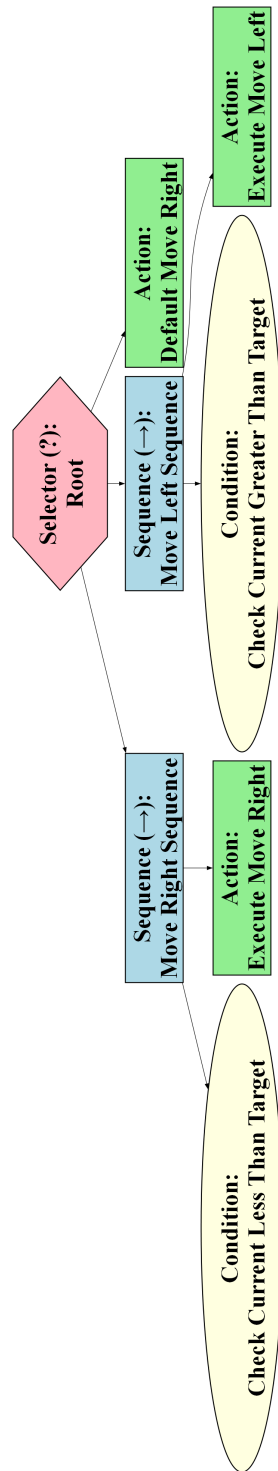 Selector (?):
Root
Sequence (→):
Move Right Sequence
Sequence (→):
Move Left Sequence
Action:
Default Move Right
Condition:
Check Current Less Than Target
Action:
Execute Move Right
Condition:
Check Current Greater Than Target
Action:
Execute Move Left